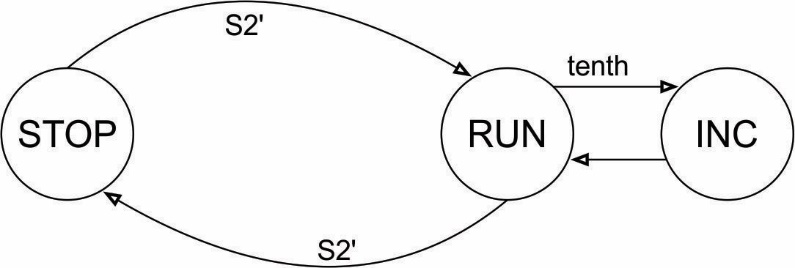 S2'
tenth
STOP
RUN
INC
S2'